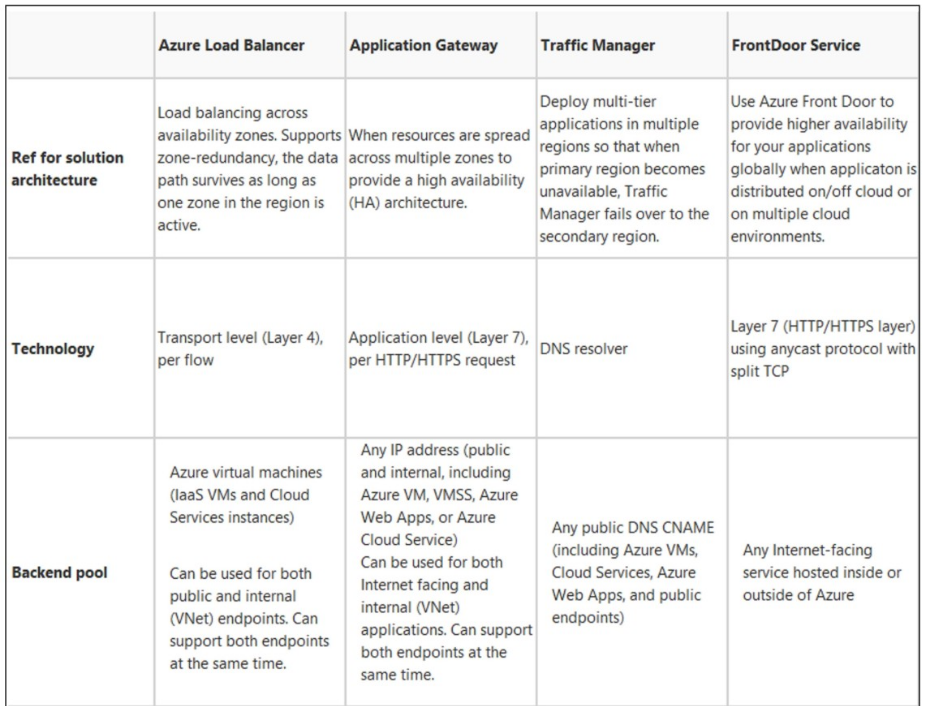 Azure Load Balancer
Application Gateway
Traffic Manager
FrontDoor Service
Ref for solution
architecture
Load balancing across
availability zones. Supports
zone-redundancy, the data
path survives as long as
one zone in the region is
active.
When resources are spread
across multiple zones to
provide a high availability
(HA) architecture.
Deploy multi-tier
applications in multiple
regions so that when
primary region becomes
unavailable, Traffic
Manager fails over to the
secondary region.
Use Azure Front Door to
provide higher availability
for your applications
globally when applicaton is
distributed on/off cloud or
on multiple cloud
environments.
Technology
Transport level (Layer 4),
per flow
Application level (Layer 7),
per HTTP/HTTPS request
DNS resolver
Layer 7 (HTTP/HTTPS layer)
using anycast protocol with
split TCP
Backend pool
Azure virtual machines
(IaaS VMs and Cloud
Services instances)
Can be used for both
public and internal
(VNet) endpoints. Can
support both endpoints
at the same time.
Any IP address (public
and internal, including
Azure VM, VMSS, Azure
Web Apps, or Azure
Cloud Service)
Can be used for both
Internet facing and
internal (VNet)
applications. Can support
both endpoints at the
same time.
Any public DNS CNAME
(including Azure VMs,
Cloud Services, Azure
Web Apps, and public
endpoints)
Any Internet-facing
service hosted inside or
outside of Azure